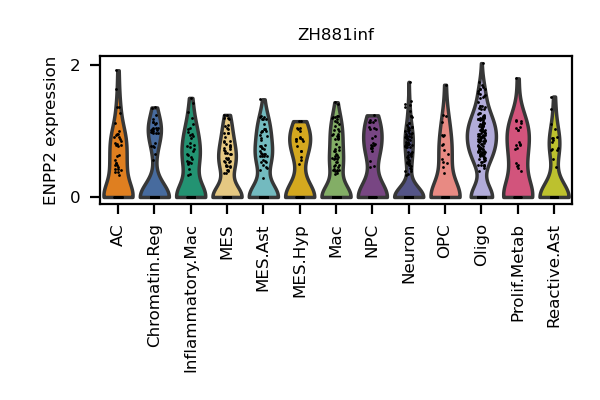 ZH881inf
ENPP2 expression
2
0
AC
Chromatin.Reg
Inflammatory.Mac
MES
MES.Ast
MES.Hyp
Mac
NPC
Neuron
OPC
Oligo
Prolif.Metab
Reactive.Ast